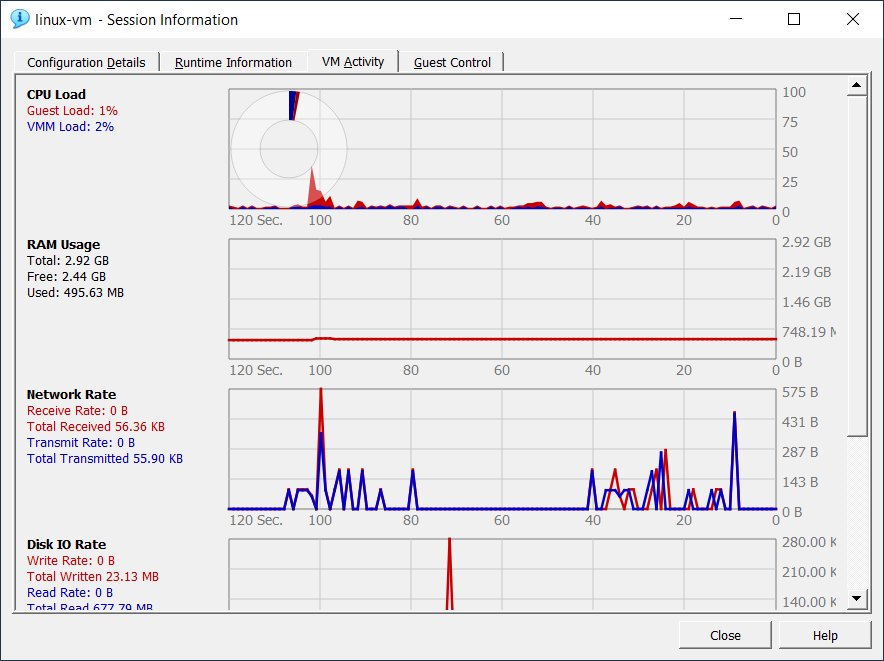 linux-vm - Session Information
Configuration Details
Runtime Information
VM Activity
Guest Control
CPU Load
Guest Load: 1%
VMM Load: 2%
100
75
50
25
0
120 Sec. 100 80 60 40 20 0
RAM Usage
Total: 2.92 GB
Free: 2.44 GB
Used: 495.63 MB
2.92 GB
2.19 GB
1.46 GB
748.19 M
0 B
120 Sec. 100 80 60 40 20 0
Network Rate
Receive Rate: 0 B
Total Received 56.36 KB
Transmit Rate: 0 B
Total Transmitted 55.90 KB
575 B
431 B
287 B
143 B
0 B
120 Sec. 100 80 60 40 20 0
Disk IO Rate
Write Rate: 0 B
Total Written 23.13 MB
Read Rate: 0 B
Total Read 677.79 MB
280.00 K
210.00 K
140.00 K
Close
Help